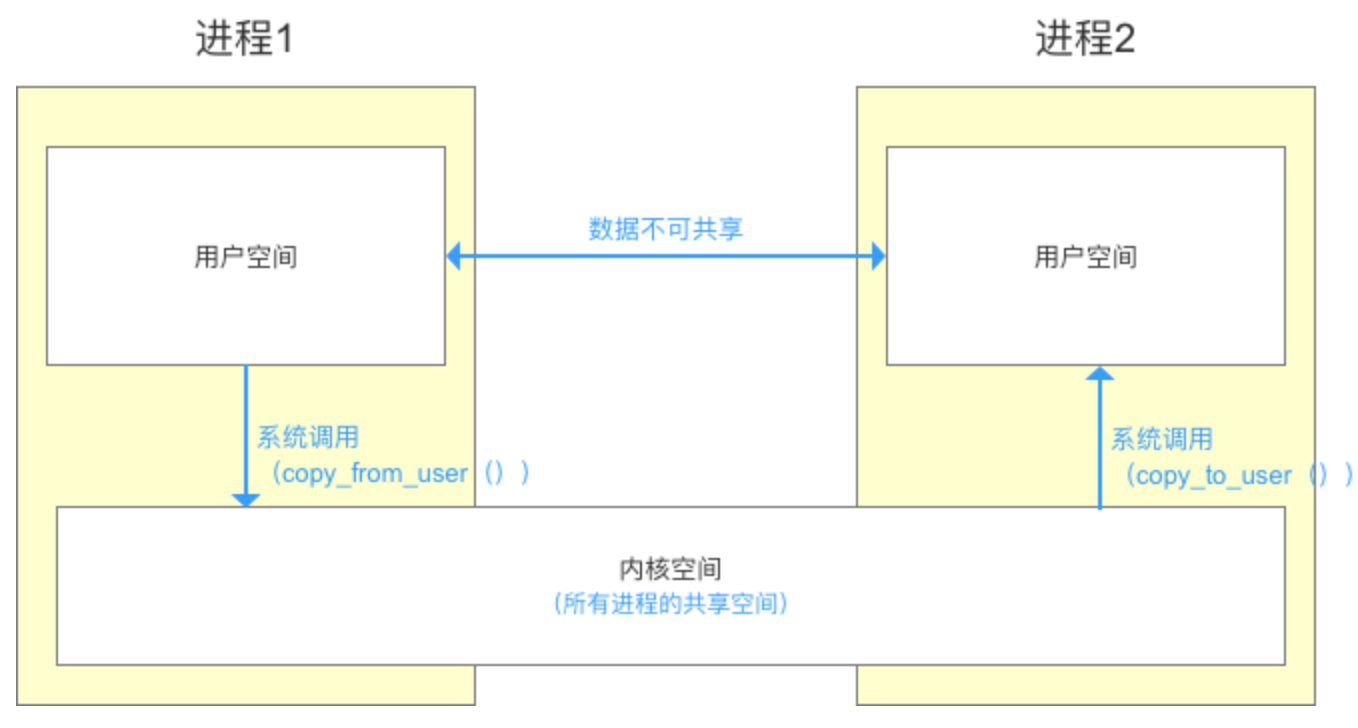 进程1
进程2
数据不可共享
用户空间
用户空间
系统调用
（copy_from_user（））
系统调用
（copy_to_user（））
内核空间
（所有进程的共享空间）